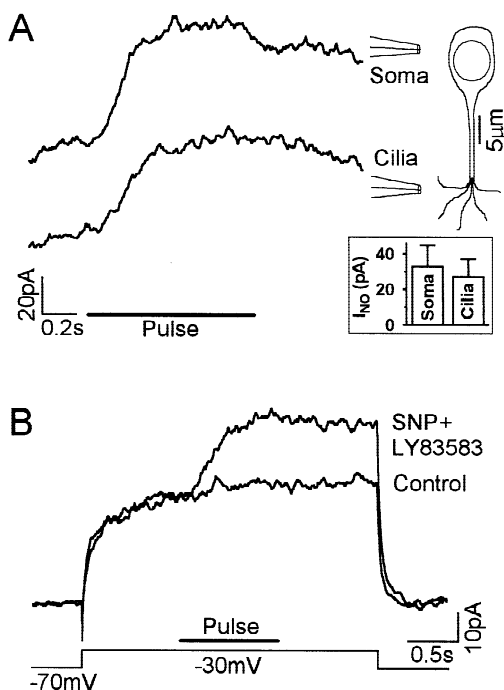 A
Soma
Cilia
5μm
20pA
0.2s
Pulse
I_NO (pA)
40
20
0
Soma
Cilia
B
SNP+
LY83583
Control
Pulse
10pA
0.5s
-70mV
-30mV